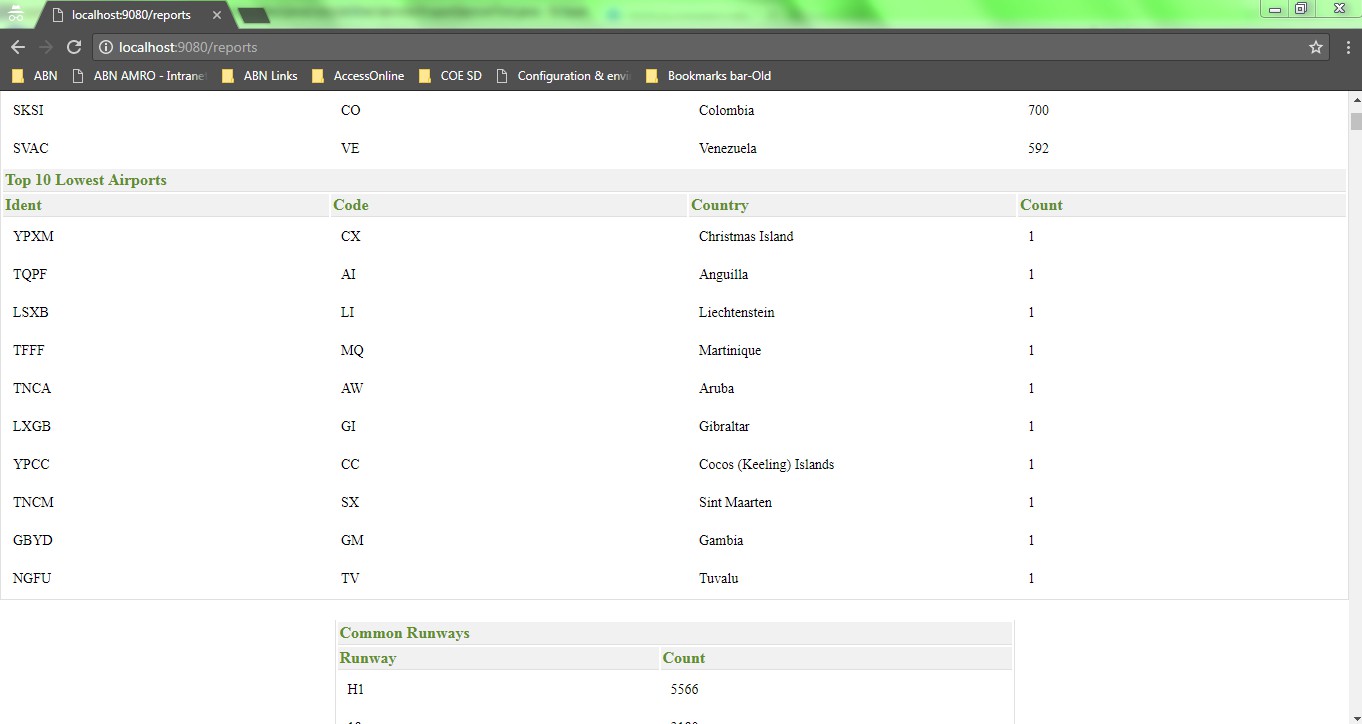 localhost:9080/reports
localhost:9080/reports
ABN ABN AMRO - Intrane ABN Links AccessOnline COE SD Configuration & envi Bookmarks bar-Old
SKSI CO Colombia 700
SVAC VE Venezuela 592
Top 10 Lowest Airports
Ident Code Country Count
YPXM CX Christmas Island 1
TQPF AI Anguilla 1
LSXB LI Liechtenstein 1
TFFF MQ Martinique 1
TNCA AW Aruba 1
LXGB GI Gibraltar 1
YPCC CC Cocos (Keeling) Islands 1
TNCM SX Sint Maarten 1
GBYD GM Gambia 1
NGFU TV Tuvalu 1
Common Runways
Runway Count
H1 5566